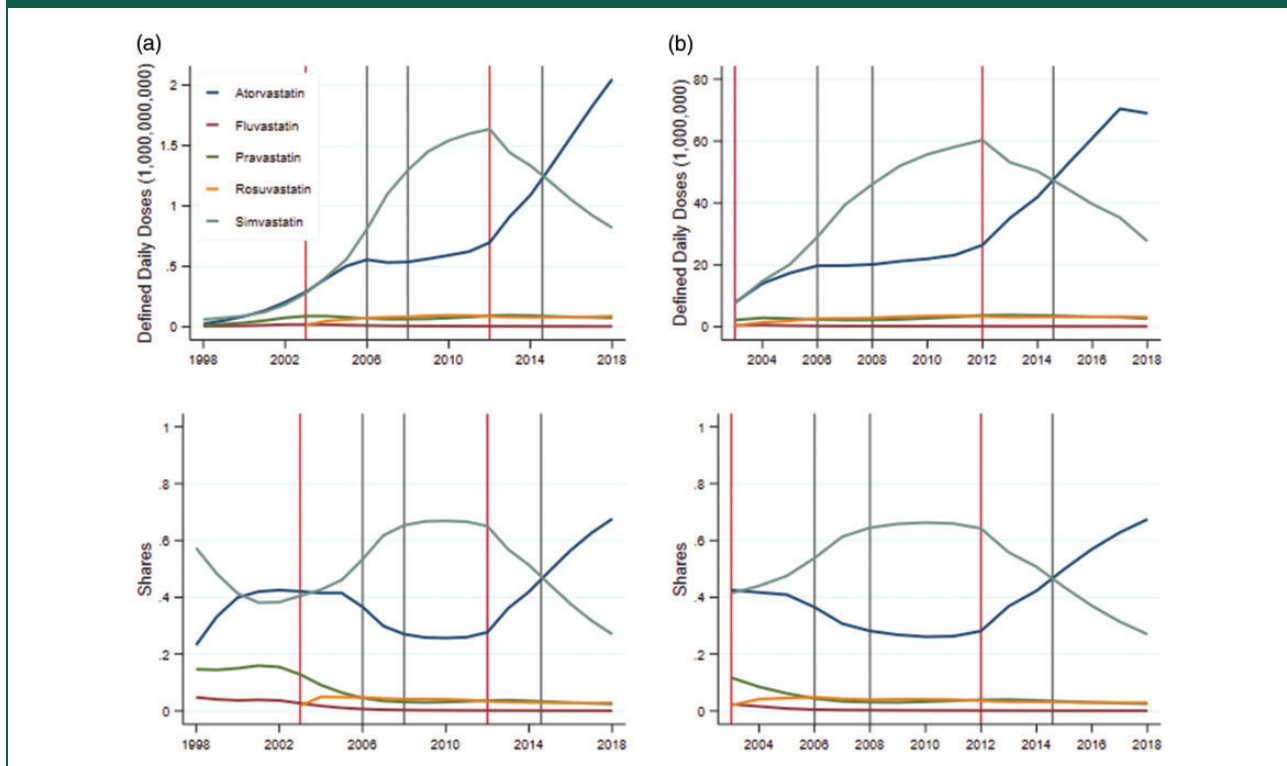 (a)
(b)
Defined Daily Doses (1,000,000,000)
2
1.5
1
.5
0
Atorvastatin
Fluvastatin
Pravastatin
Rosuvastatin
Simvastatin
1998 2002 2006 2010 2014 2018
Defined Daily Doses (1,000,000)
80
60
40
20
0
2004 2006 2008 2010 2012 2014 2016 2018
Shares
1
.8
.6
.4
.2
0
1998 2002 2006 2010 2014 2018
Shares
1
.8
.6
.4
.2
0
2004 2006 2008 2010 2012 2014 2016 2018